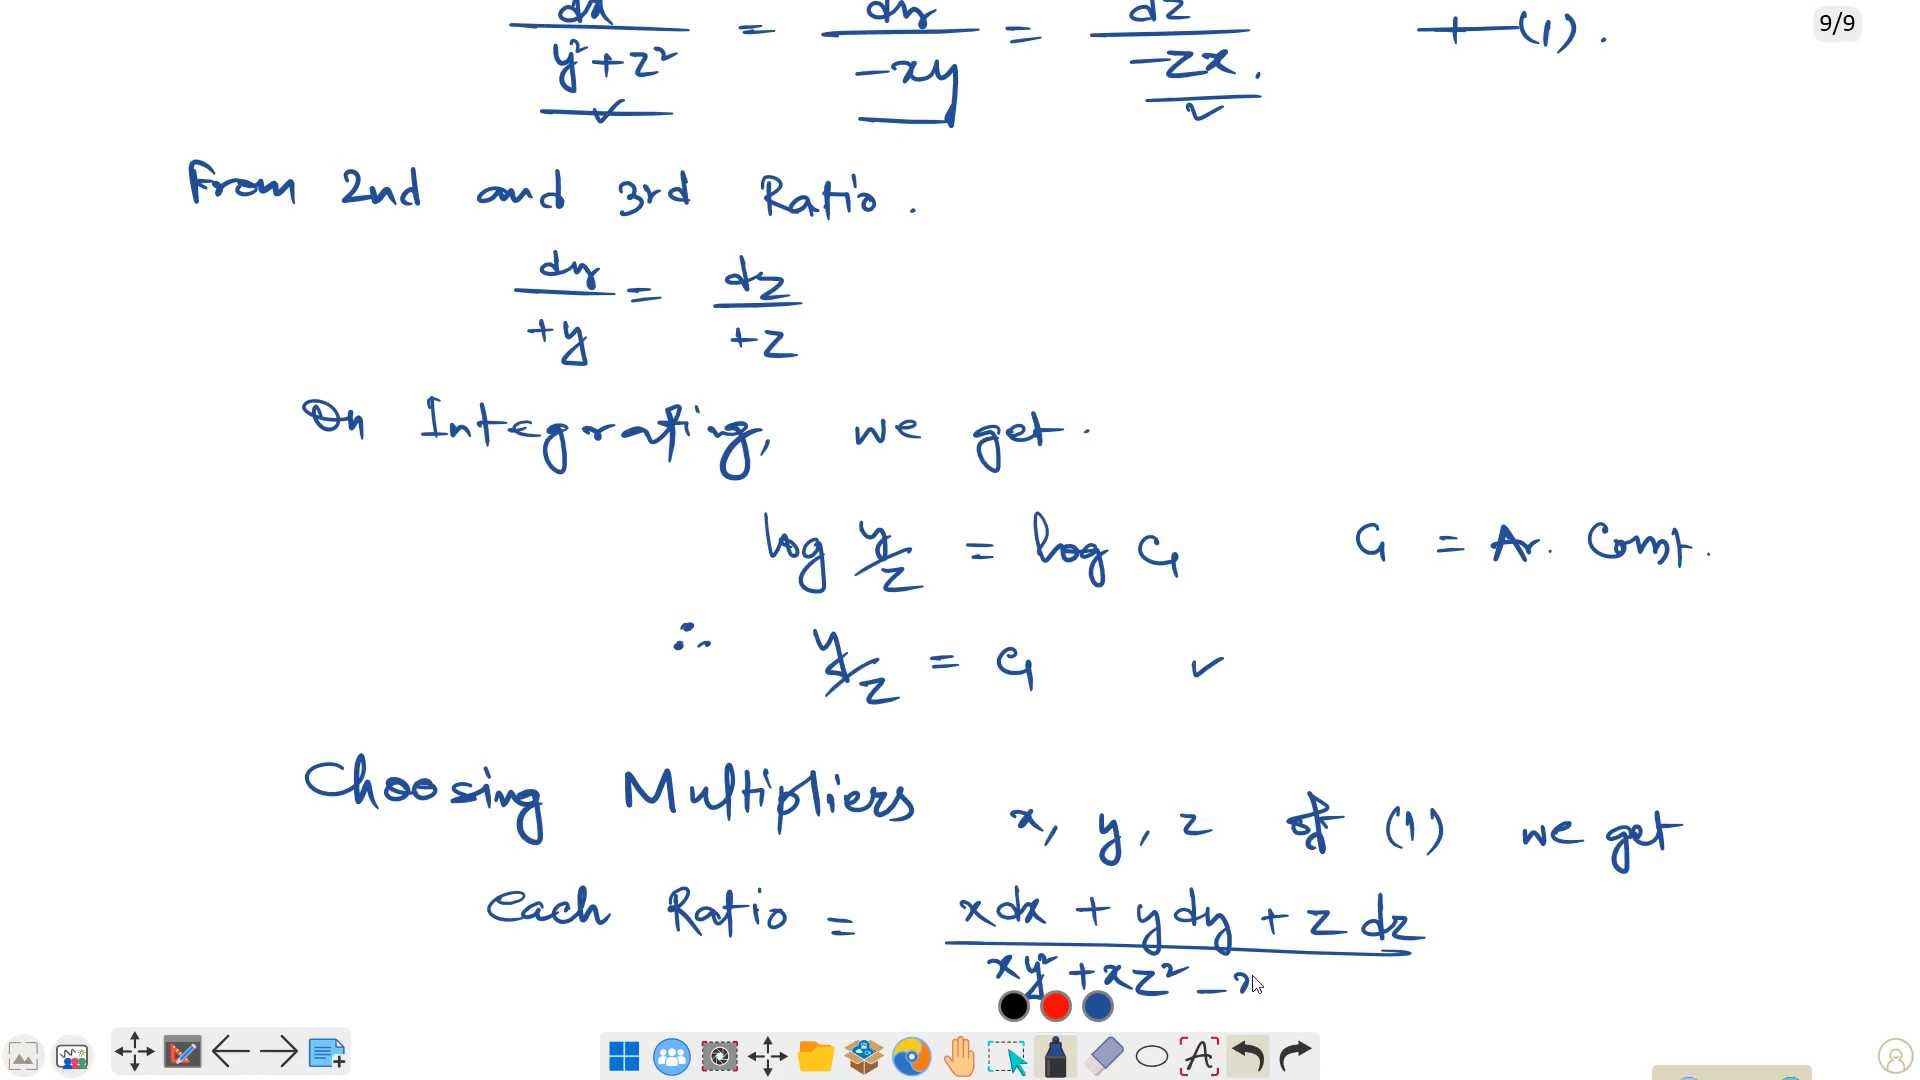 dx/(y²+z²) = dy/(-xy) = dz/(-zx). —(1).
9/9
From 2nd and 3rd Ratio.
dy/(+y) = dz/(+z)
On Integrating, we get.
log y/z = log C₁ C₁ = Ar. Const.
∴ y/z = C₁ ✓
Choosing Multipliers x, y, z of (1) we get
each Ratio = (x dx + y dy + z dz)/(xy² + xz² -